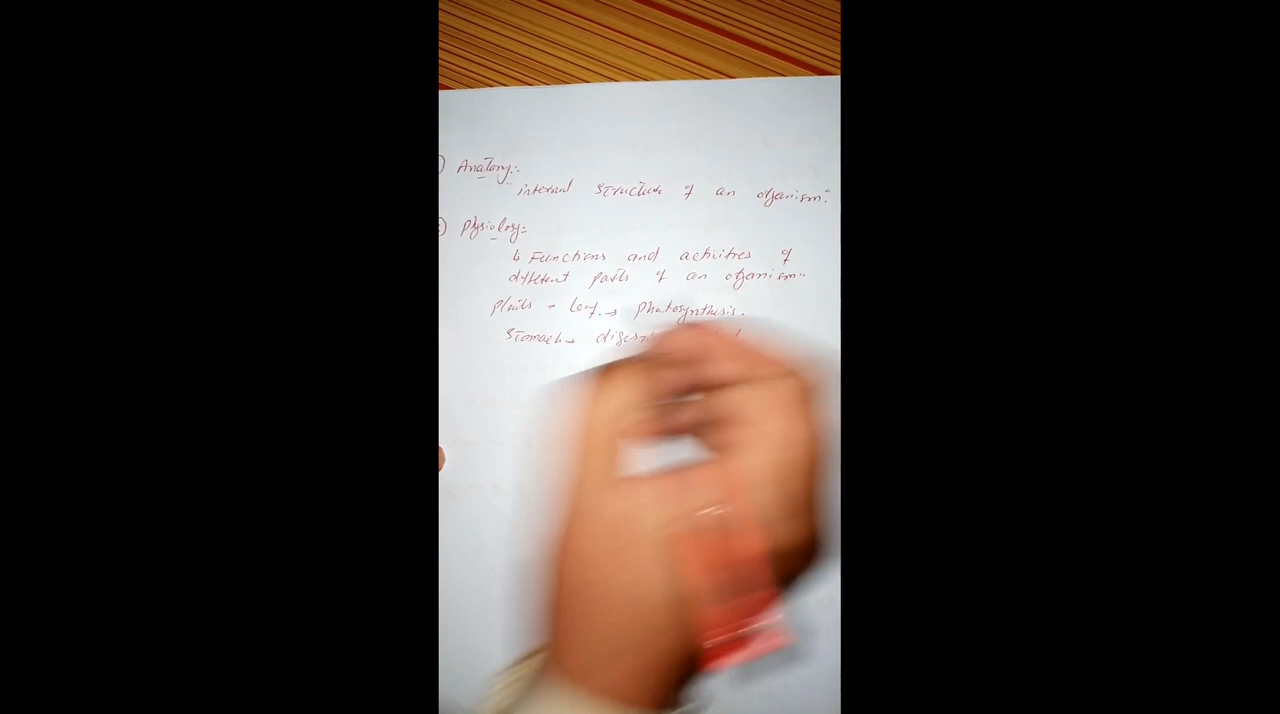 Anatomy:-
"internal structure of an organism."
Physiology:-
↳ Functions and activities of
different parts of an organism"
plants - leaf. → photosynthesis.
Stomach →